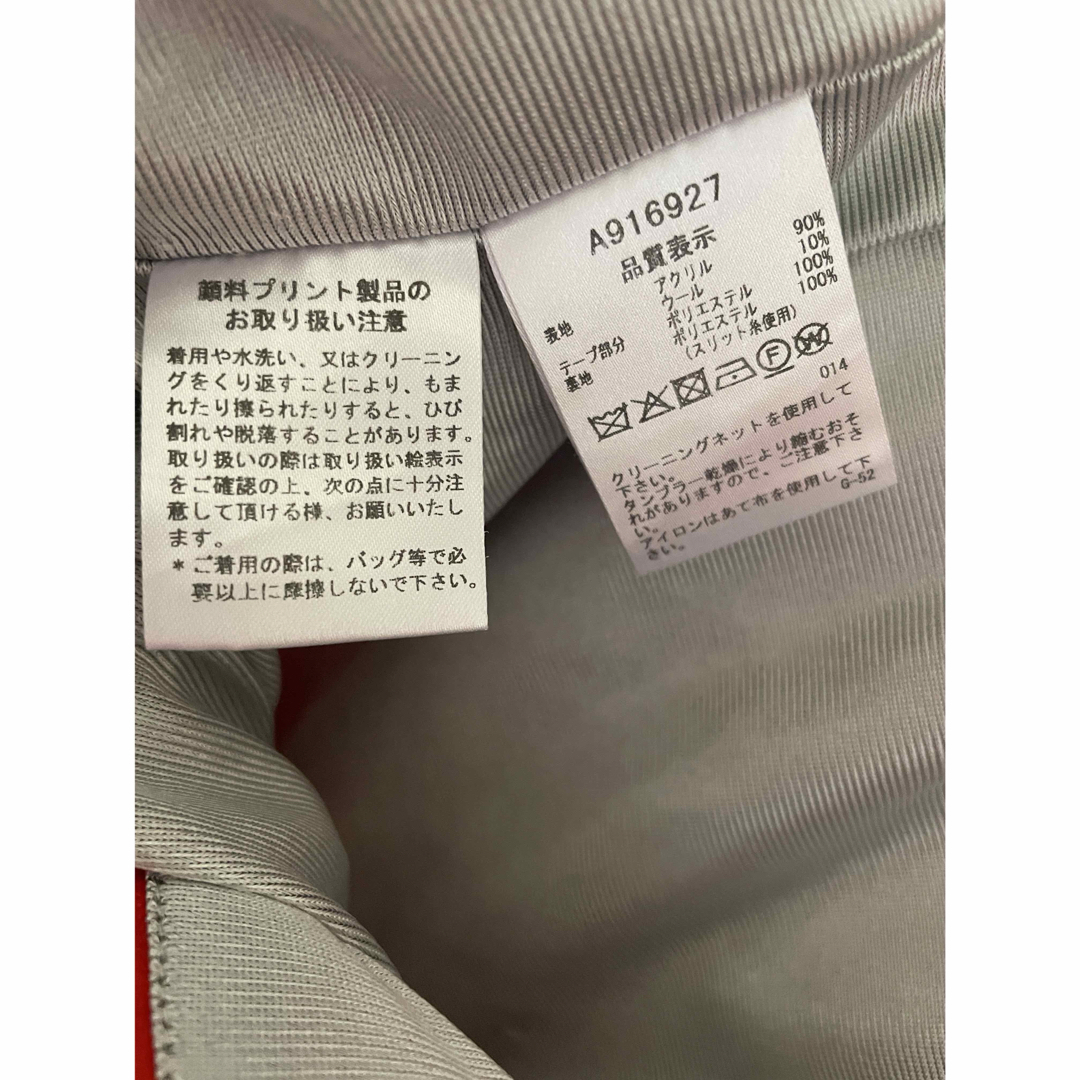 顔料プリント製品の
お取り扱い注意
着用や水洗い、又はクリーニン
グをくり返すことにより、もま
れたり擦られたりすると、ひび
割れや脱落することがあります。
取り扱いの際は取り扱い絵表示
をご確認の上、次の点に十分注
意して頂ける様、お願いいたし
ます。
*ご着用の際は、バッグ等で必
要以上に摩擦しないで下さい。
A916927
品質表示
表地 アクリル 90%
ウール 10%
テープ部分 ポリエステル 100%
裏地 ポリエステル 100%
(スリット糸使用)
014
クリーニングネットを使用して
下さい。
タンブラー乾燥により縮むおそ
れがありますので、ご注意下さ
い。
アイロンはあて布を使用して下
さい。
G-52